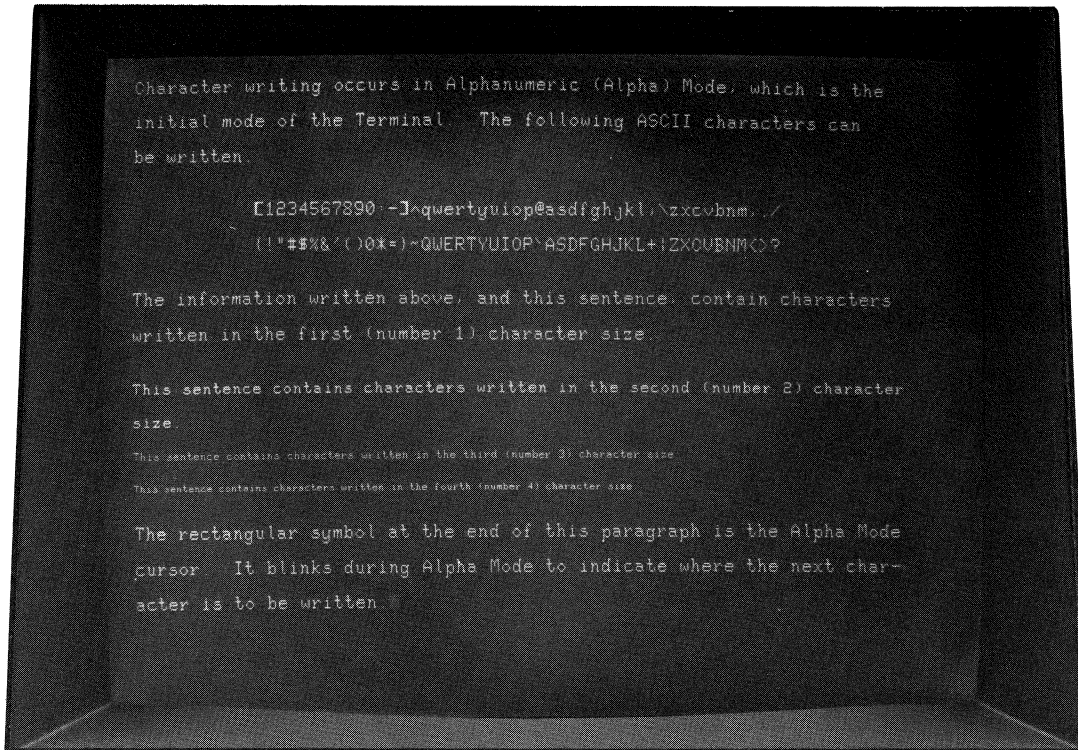 Character writing occurs in Alphanumeric (Alpha) Mode, which is the
initial mode of the Terminal. The following ASCII characters can
be written.
[1234567890:-]^qwertyuiop@asdfghjkl;\zxcvbnm,./
{!"#$%&'()0*=}~QWERTYUIOP`ASDFGHJKL+|ZXCVBNM<>?
The information written above, and this sentence, contain characters
written in the first (number 1) character size.
This sentence contains characters written in the second (number 2) character
size.
This sentence contains characters written in the third (number 3) character size
This sentence contains characters written in the fourth (number 4) character size
The rectangular symbol at the end of this paragraph is the Alpha Mode
cursor. It blinks during Alpha Mode to indicate where the next char-
acter is to be written.